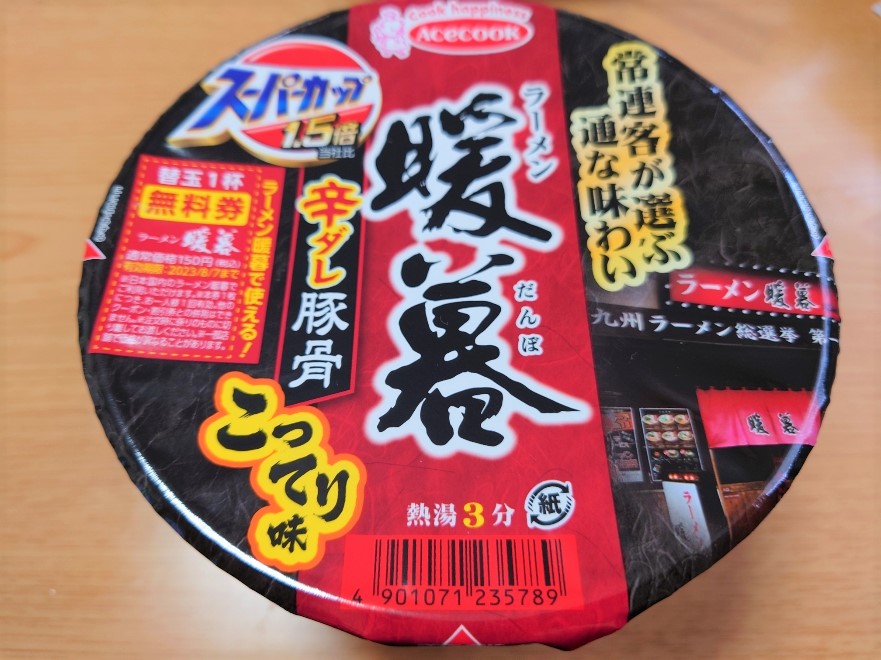 Cook happiness
Acecook
スーパーカップ
1.5倍
当社比
ラーメン
暖暮
だんぼ
常連客が選ぶ
通な味わい
ラーメン暖暮で使える!
替玉1杯
無料券
ラーメン暖暮
通常価格150円(税込)
有効期限:2023/8/7まで
辛ダレ
豚骨
こってり
味
ラーメン 暖暮
九州 ラーメン 総選挙 第一
暖暮
ラーメン
熱湯3分
紙
4 901071 235789